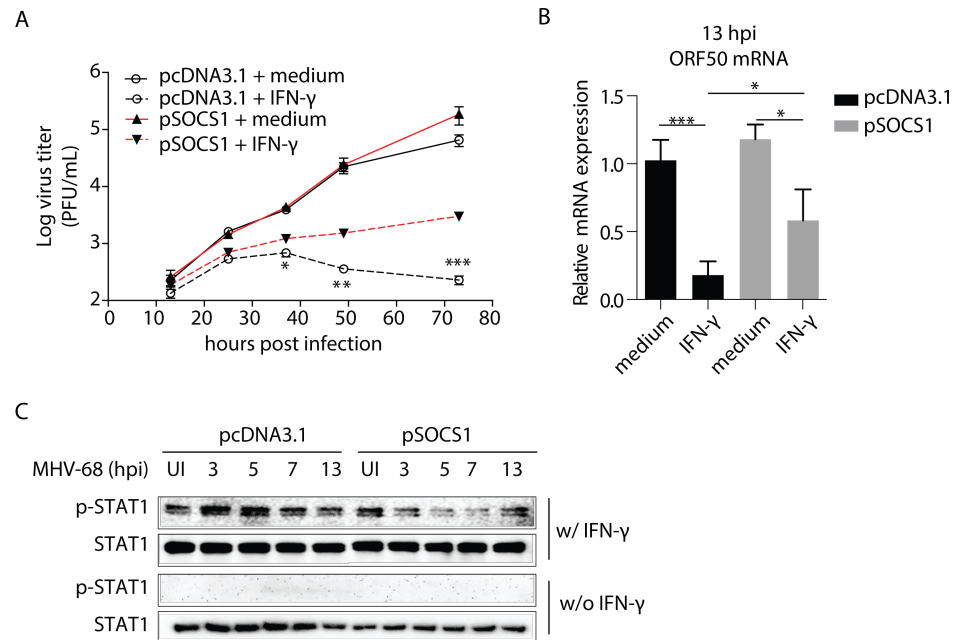 A
Log virus titer
(PFU/mL)
6
5
4
3
2
pcDNA3.1 + medium
pcDNA3.1 + IFN-γ
pSOCS1 + medium
pSOCS1 + IFN-γ
*
**
***
0 10 20 30 40 50 60 70 80
hours post infection
B
13 hpi
ORF50 mRNA
Relative mRNA expression
1.5
1.0
0.5
0.0
*
*** *
pcDNA3.1
pSOCS1
medium IFN-γ medium IFN-γ
C
pcDNA3.1 pSOCS1
MHV-68 (hpi) UI 3 5 7 13 UI 3 5 7 13
p-STAT1
STAT1
w/ IFN-γ
p-STAT1
STAT1
w/o IFN-γ